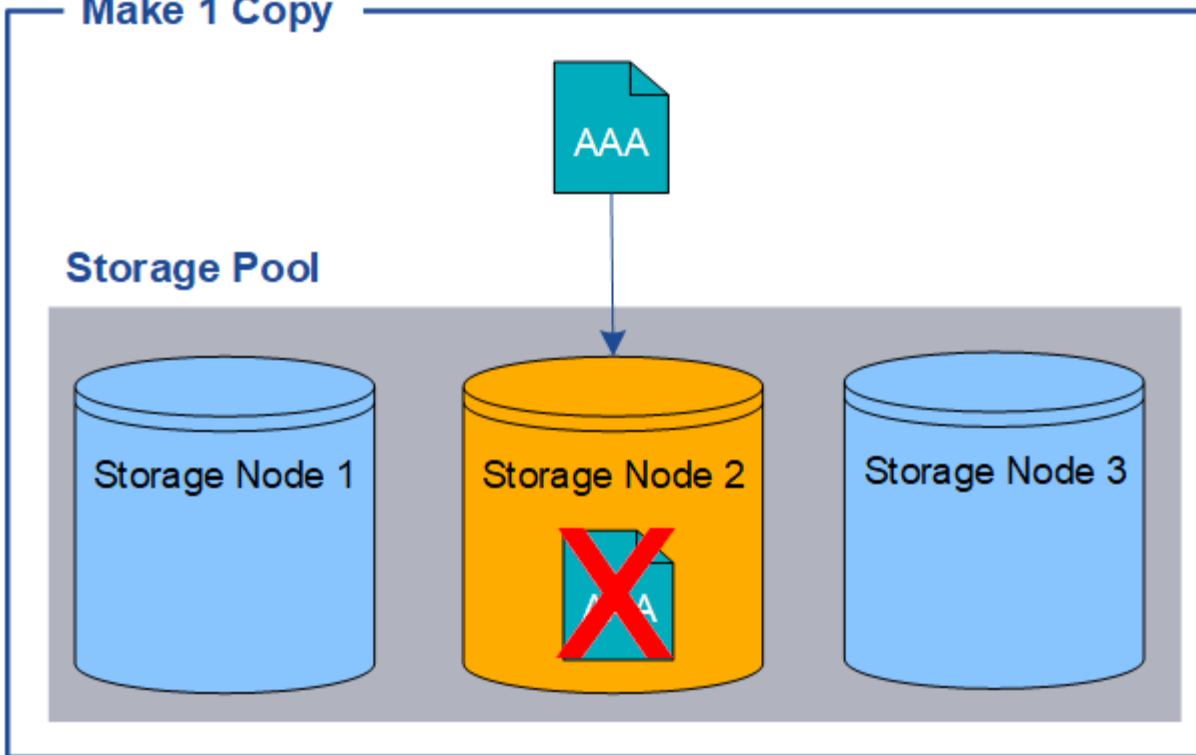 Make 1 Copy
AAA
Storage Pool
Storage Node 1
Storage Node 2
Storage Node 3